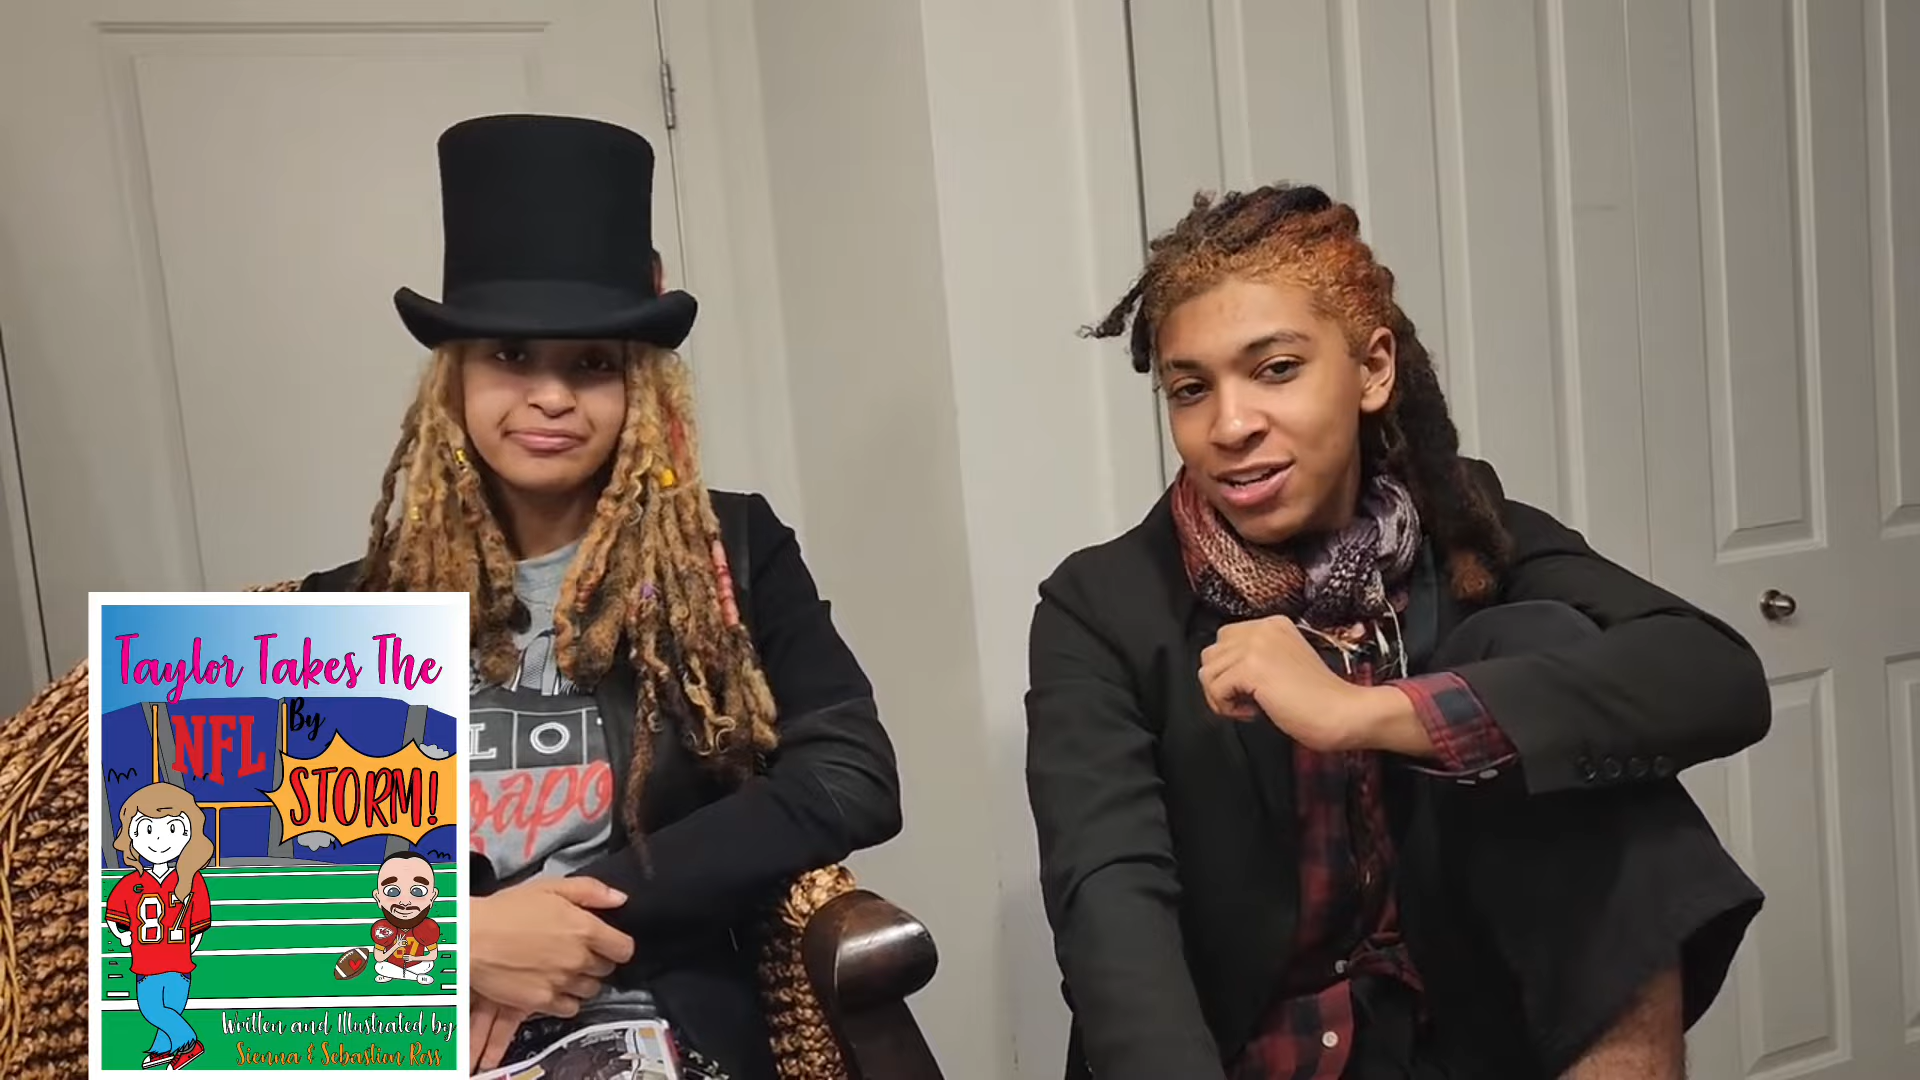 Taylor Takes The
NFL By
STORM!
87
Written and Illustrated by
Sienna & Sebastian Ross
L O